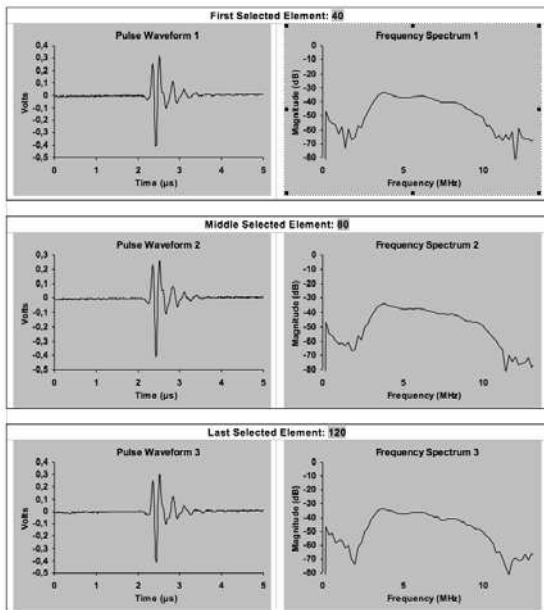 First Selected Element: 40
Pulse Waveform 1
Volts
0,4
0,3
0,2
0,1
0
-0,1
-0,2
-0,3
-0,4
-0,5
0 1 2 3 4 5
Time (µs)
Frequency Spectrum 1
Magnitude (dB)
0
-10
-20
-30
-40
-50
-60
-70
-80
0 5 10
Frequency (MHz)
Middle Selected Element: 80
Pulse Waveform 2
Volts
0,3
0,2
0,1
0
-0,1
-0,2
-0,3
-0,4
-0,5
0 1 2 3 4 5
Time (µs)
Frequency Spectrum 2
Magnitude (dB)
0
-10
-20
-30
-40
-50
-60
-70
-80
0 5 10
Frequency (MHz)
Last Selected Element: 120
Pulse Waveform 3
Volts
0,4
0,3
0,2
0,1
0
-0,1
-0,2
-0,3
-0,4
-0,5
0 1 2 3 4 5
Time (µs)
Frequency Spectrum 3
Magnitude (dB)
0
-10
-20
-30
-40
-50
-60
-70
-80
0 5 10
Frequency (MHz)